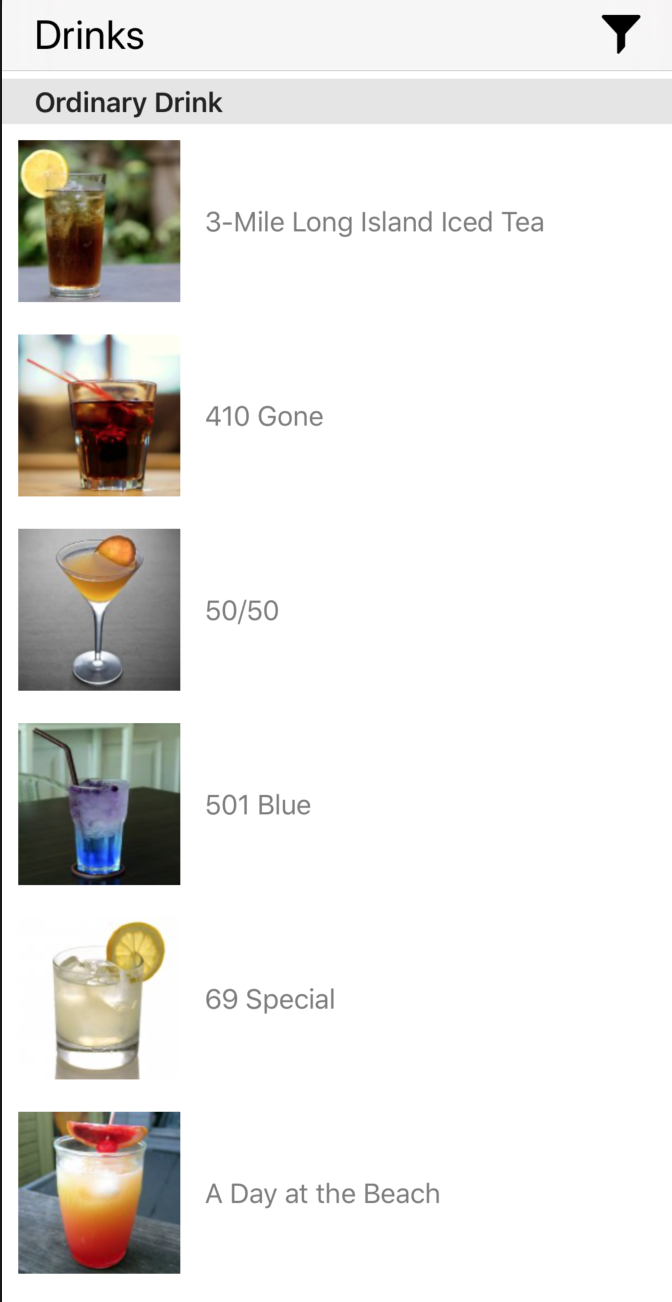 Drinks
Ordinary Drink
3-Mile Long Island Iced Tea
410 Gone
50/50
501 Blue
69 Special
A Day at the Beach